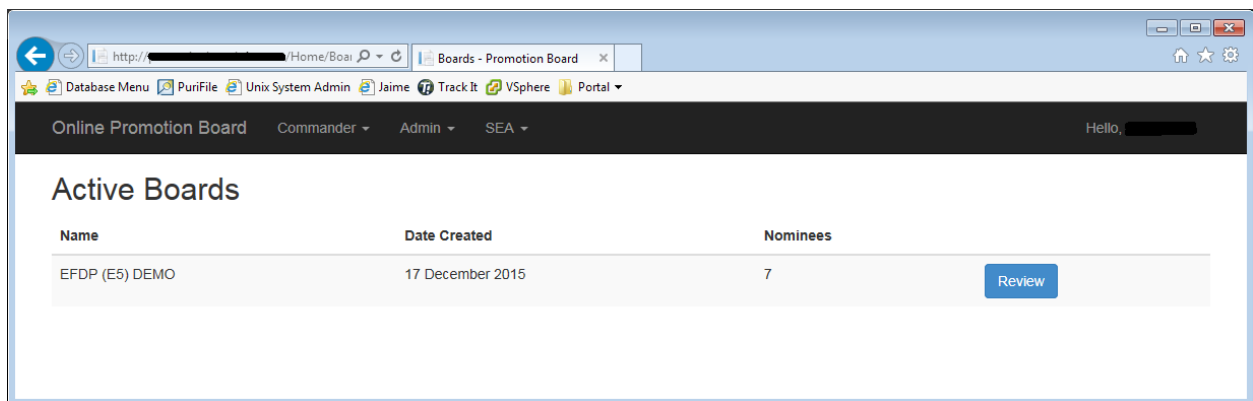 http:// /Home/Boa Boards - Promotion Board
Database Menu PuriFile Unix System Admin Jaime Track It VSphere Portal
Online Promotion Board Commander Admin SEA Hello,
Active Boards
Name Date Created Nominees
EFDP (E5) DEMO 17 December 2015 7 Review